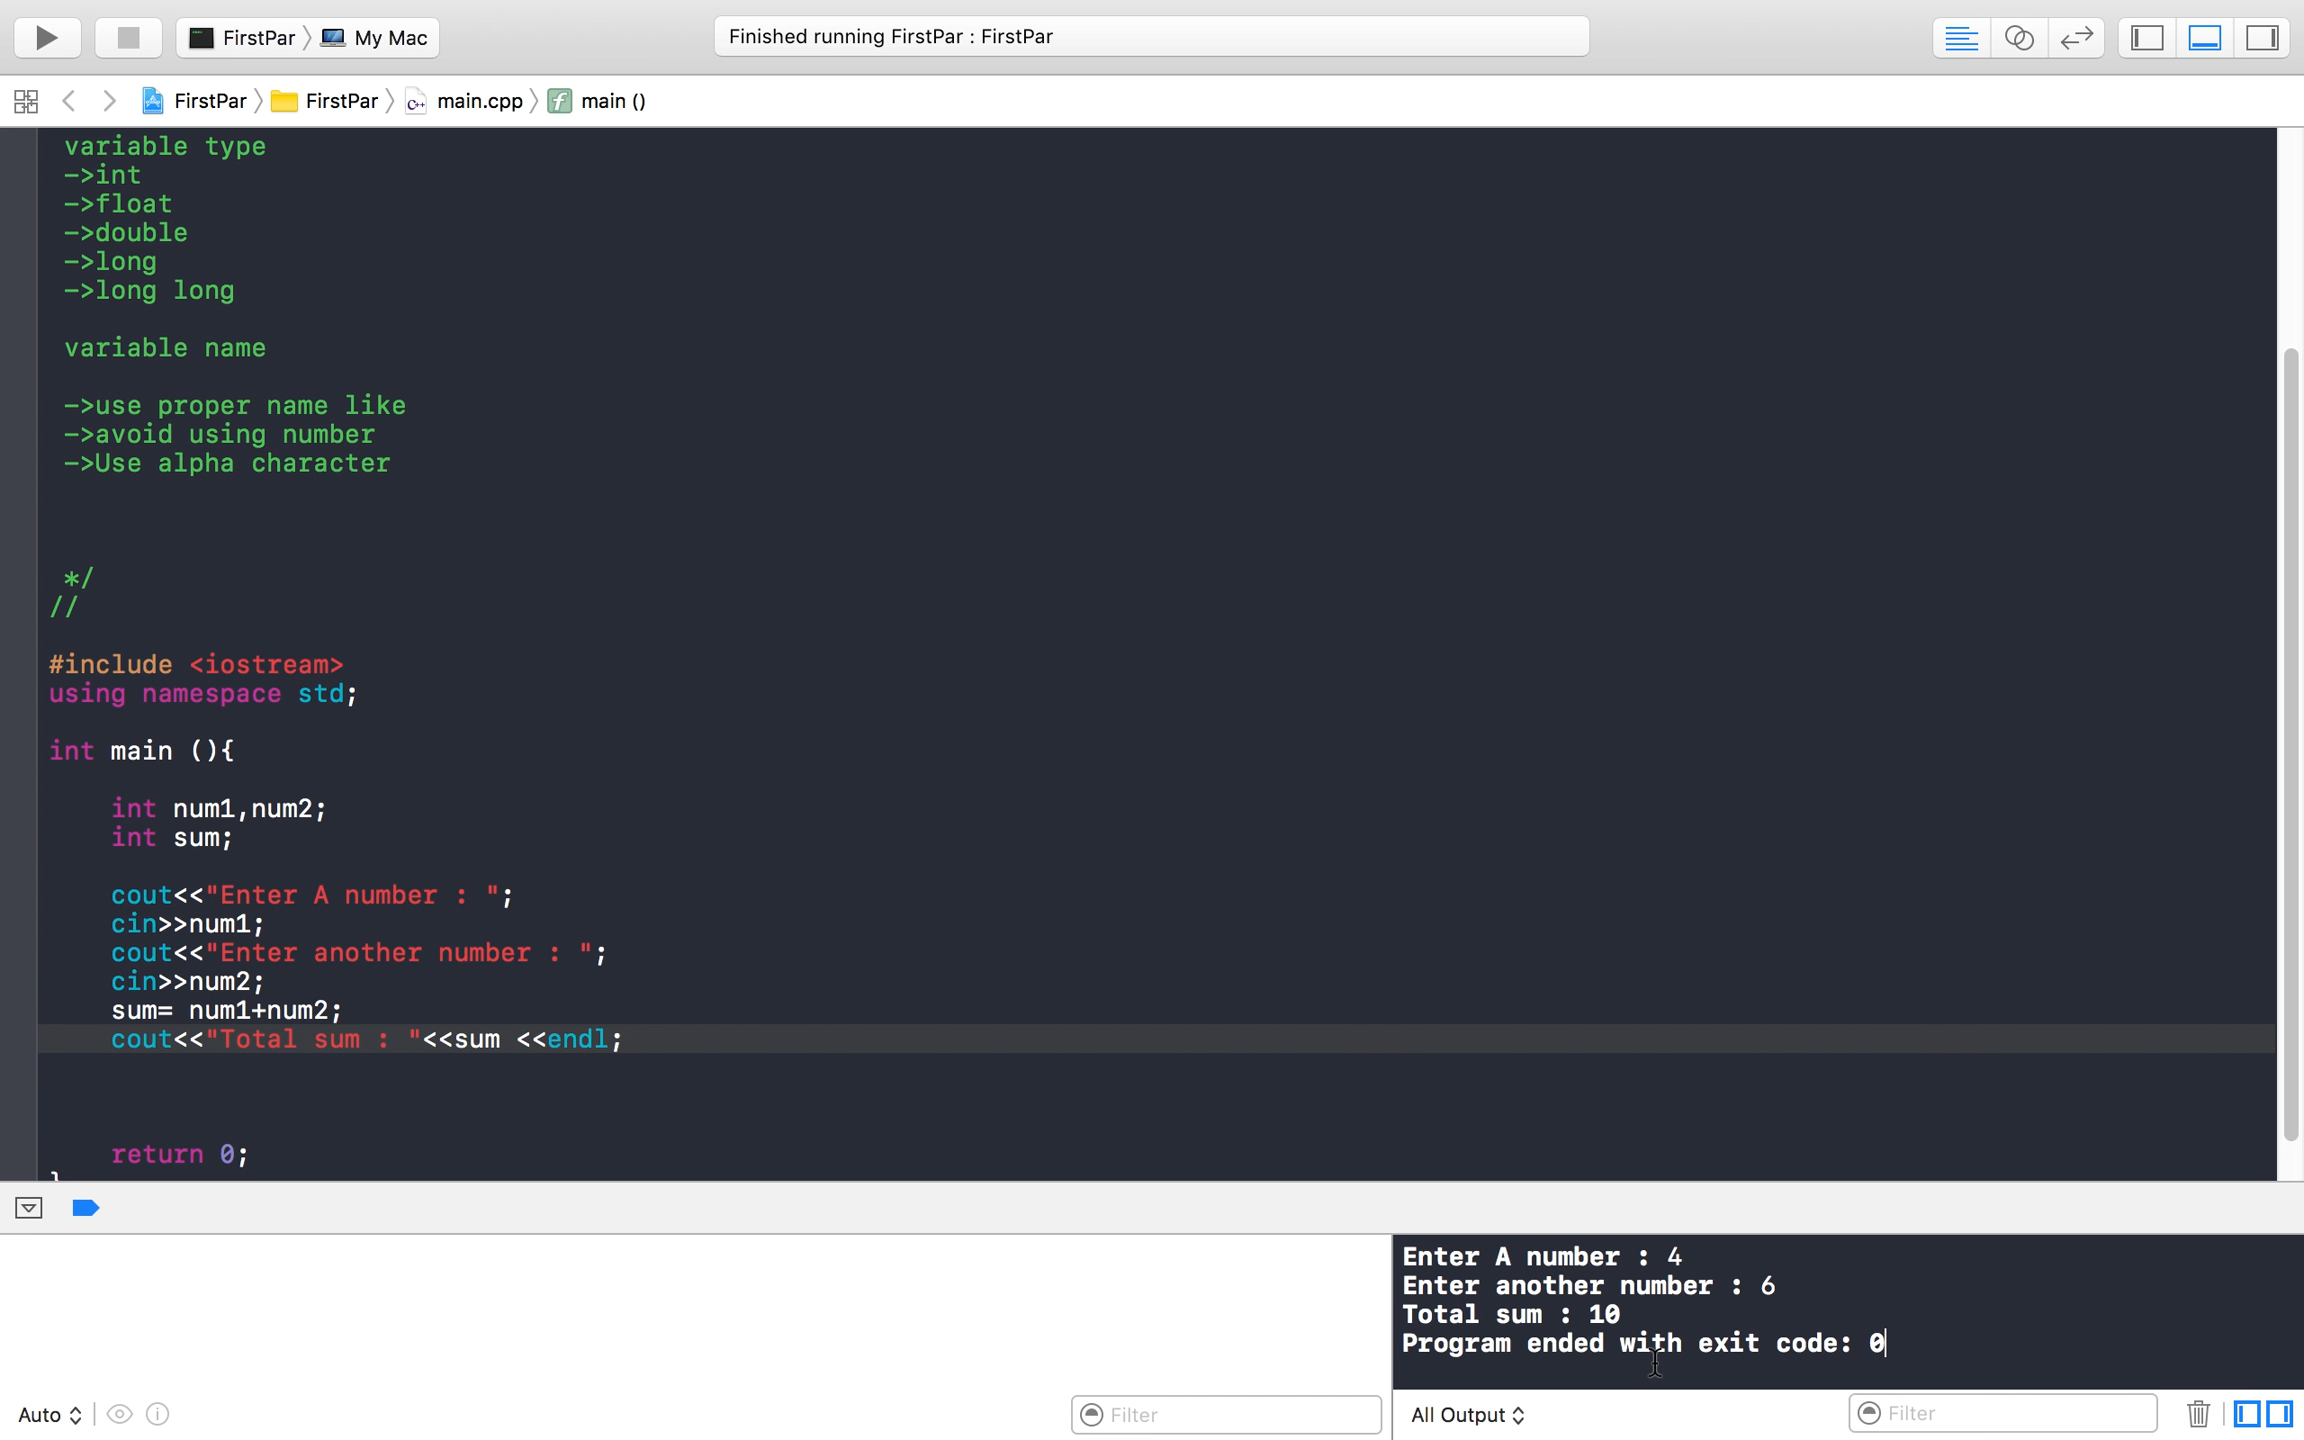 FirstPar My Mac
Finished running FirstPar : FirstPar
FirstPar FirstPar main.cpp main ()
variable type
->int
->float
->double
->long
->long long
variable name
->use proper name like
->avoid using number
->Use alpha character
*/
//
#include <iostream>
using namespace std;
int main (){
int num1,num2;
int sum;
cout<<"Enter A number : ";
cin>>num1;
cout<<"Enter another number : ";
cin>>num2;
sum= num1+num2;
cout<<"Total sum : "<<sum <<endl;
return 0;
}
Enter A number : 4
Enter another number : 6
Total sum : 10
Program ended with exit code: 0
Auto
Filter
All Output
Filter